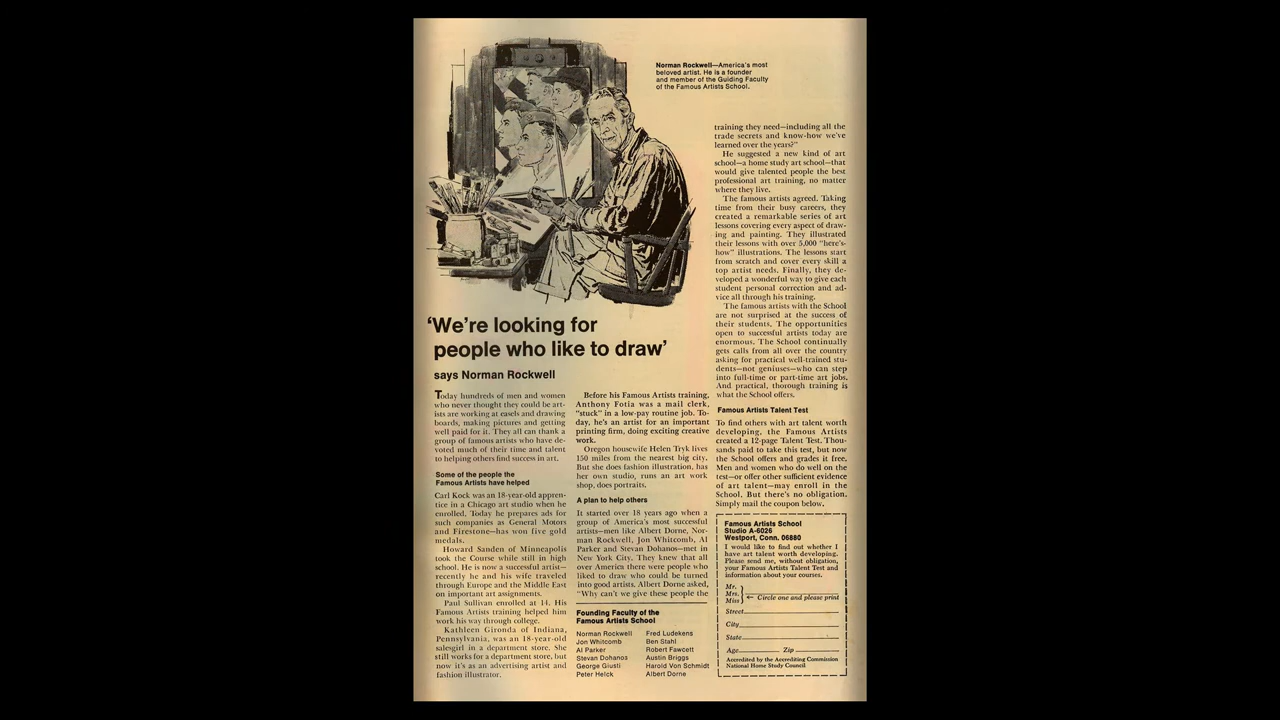 Norman Rockwell—America's most
beloved artist. He is a founder
and member of the Guiding Faculty
of the Famous Artists School.
'We're looking for
people who like to draw'
says Norman Rockwell
Today hundreds of men and women
who never thought they could be art-
ists are working at easels and drawing
boards, making pictures and getting
well paid for it. They all can thank a
group of famous artists who have de-
voted much of their time and talent
to helping others find success in art.
Some of the people the
Famous Artists have helped
Carl Kock was an 18-year-old appren-
tice in a Chicago art studio when he
enrolled. Today he prepares ads for
such companies as General Motors
and Firestone—has won five gold
medals.
Howard Sanden of Minneapolis
took the Course while still in high
school. He is now a successful artist—
recently he and his wife traveled
through Europe and the Middle East
on important art assignments.
Paul Sullivan enrolled at 14. His
Famous Artists training helped him
work his way through college.
Kathleen Gironda of Indiana,
Pennsylvania, was an 18-year-old
salesgirl in a department store. She
still works for a department store, but
now it's as an advertising artist and
fashion illustrator.
Before his Famous Artists training,
Anthony Fotia was a mail clerk,
"stuck" in a low-pay routine job. To-
day, he's an artist for an important
printing firm, doing exciting creative
work.
Oregon housewife Helen Tryk lives
150 miles from the nearest big city.
But she does fashion illustration, has
her own studio, runs an art work
shop, does portraits.
A plan to help others
It started over 18 years ago when a
group of America's most successful
artists—men like Albert Dorne, Nor-
man Rockwell, Jon Whitcomb, Al
Parker and Stevan Dohanos—met in
New York City. They knew that all
over America there were people who
liked to draw who could be turned
into good artists. Albert Dorne asked,
"Why can't we give these people the
training they need—including all the
trade secrets and know-how we've
learned over the years?"
He suggested a new kind of art
school—a home study art school—that
would give talented people the best
professional art training, no matter
where they live.
The famous artists agreed. Taking
time from their busy careers, they
created a remarkable series of art
lessons covering every aspect of draw-
ing and painting. They illustrated
their lessons with over 5,000 "here's-
how" illustrations. The lessons start
from scratch and cover every skill a
top artist needs. Finally, they de-
veloped a wonderful way to give each
student personal correction and ad-
vice all through his training.
The famous artists with the School
are not surprised at the success of
their students. The opportunities
open to successful artists today are
enormous. The School continually
gets calls from all over the country
asking for practical well-trained stu-
dents—not geniuses—who can step
into full-time or part-time art jobs.
And practical, thorough training is
what the School offers.
Famous Artists Talent Test
To find others with art talent worth
developing, the Famous Artists
created a 12-page Talent Test. Thou-
sands paid to take this test, but now
the School offers and grades it free.
Men and women who do well on the
test—or offer other sufficient evidence
of art talent—may enroll in the
School. But there's no obligation.
Simply mail the coupon below.
Founding Faculty of the
Famous Artists School
Norman Rockwell
Jon Whitcomb
Al Parker
Stevan Dohanos
George Giusti
Peter Helck
Fred Ludekens
Ben Stahl
Robert Fawcett
Austin Briggs
Harold Von Schmidt
Albert Dorne
Famous Artists School
Studio A-6026
Westport, Conn. 06880
I would like to find out whether I
have art talent worth developing.
Please send me, without obligation,
your Famous Artists Talent Test and
information about your courses.
Mr.
Mrs.
Miss
← Circle one and please print
Street
City
State
Age Zip
Accredited by the Accrediting Commission
National Home Study Council